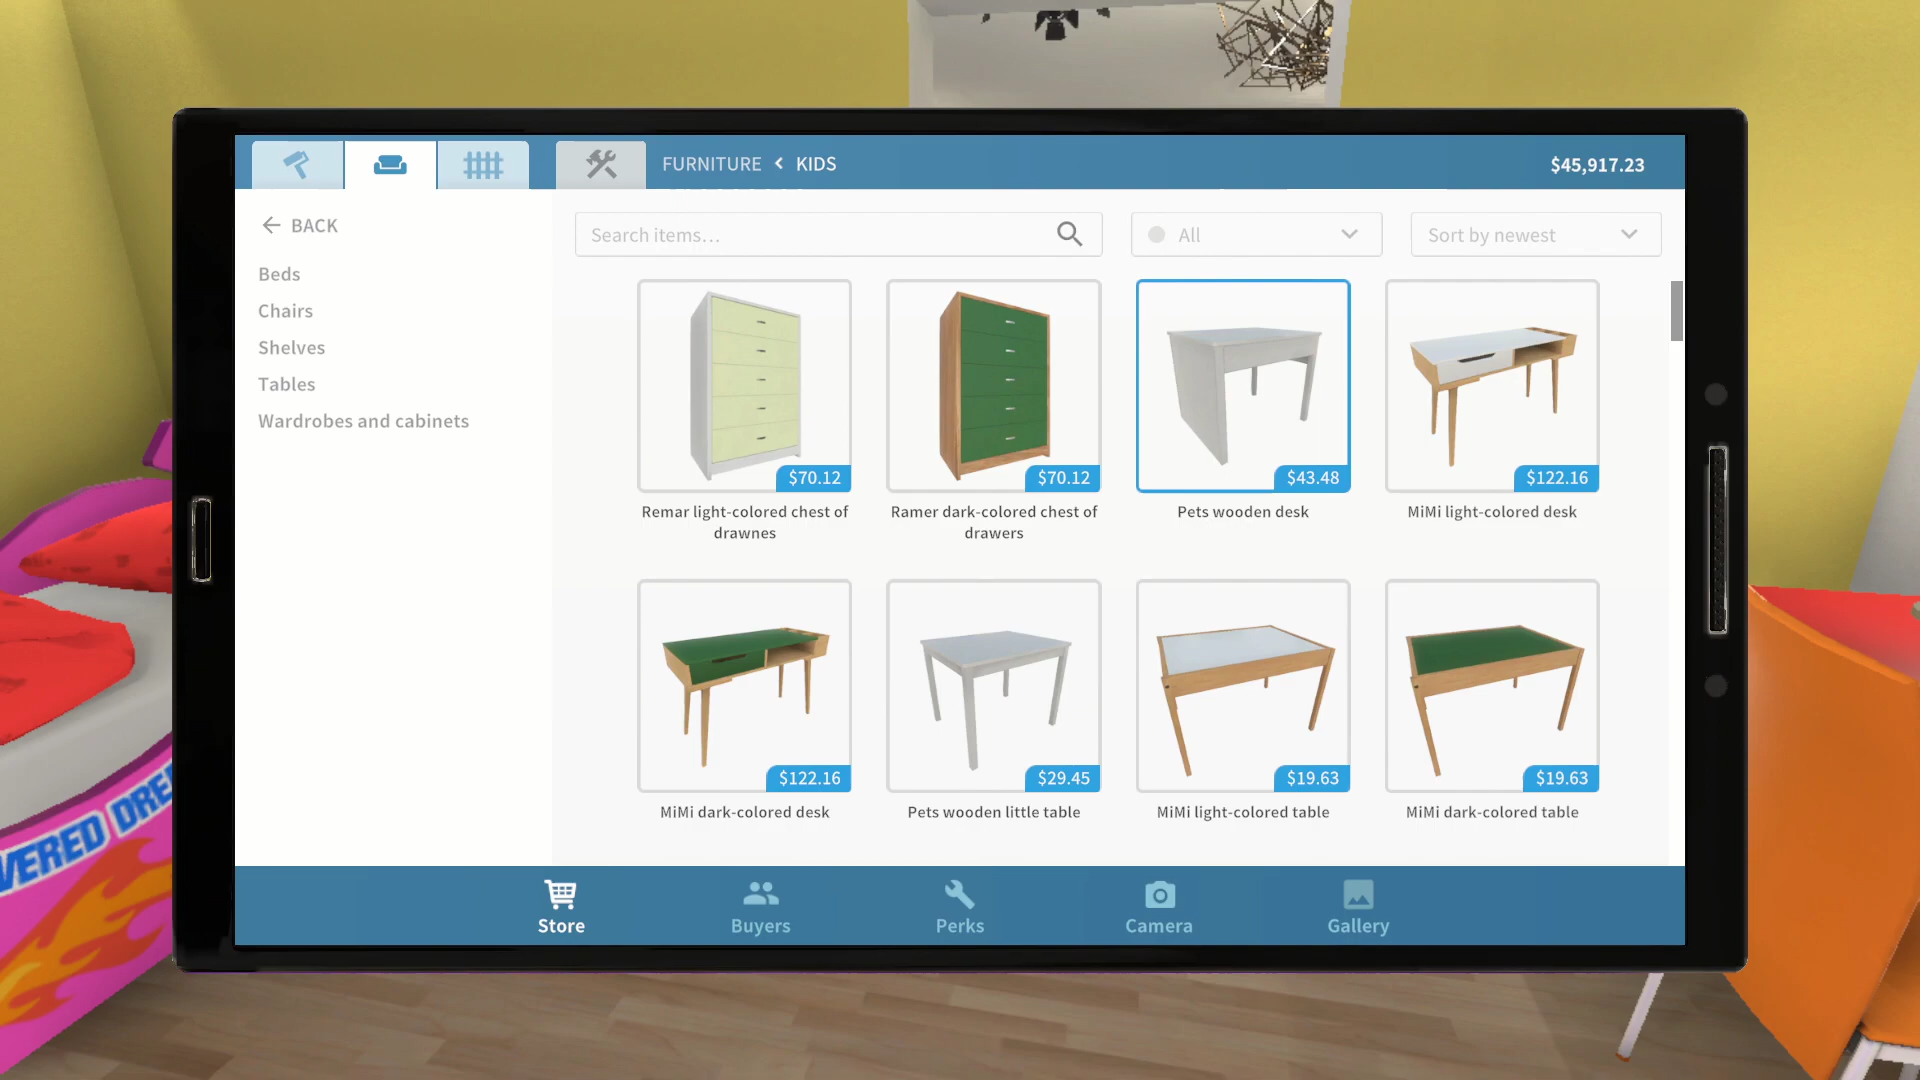 FURNITURE < KIDS
$45,917.23
BACK
Search items...
All
Sort by newest
Beds
Chairs
Shelves
Tables
Wardrobes and cabinets
$70.12
$70.12
$43.48
$122.16
Remar light-colored chest of
drawnes
Ramer dark-colored chest of
drawers
Pets wooden desk
MiMi light-colored desk
$122.16
$29.45
$19.63
$19.63
MiMi dark-colored desk
Pets wooden little table
MiMi light-colored table
MiMi dark-colored table
VERED DRE
Store
Buyers
Perks
Camera
Gallery